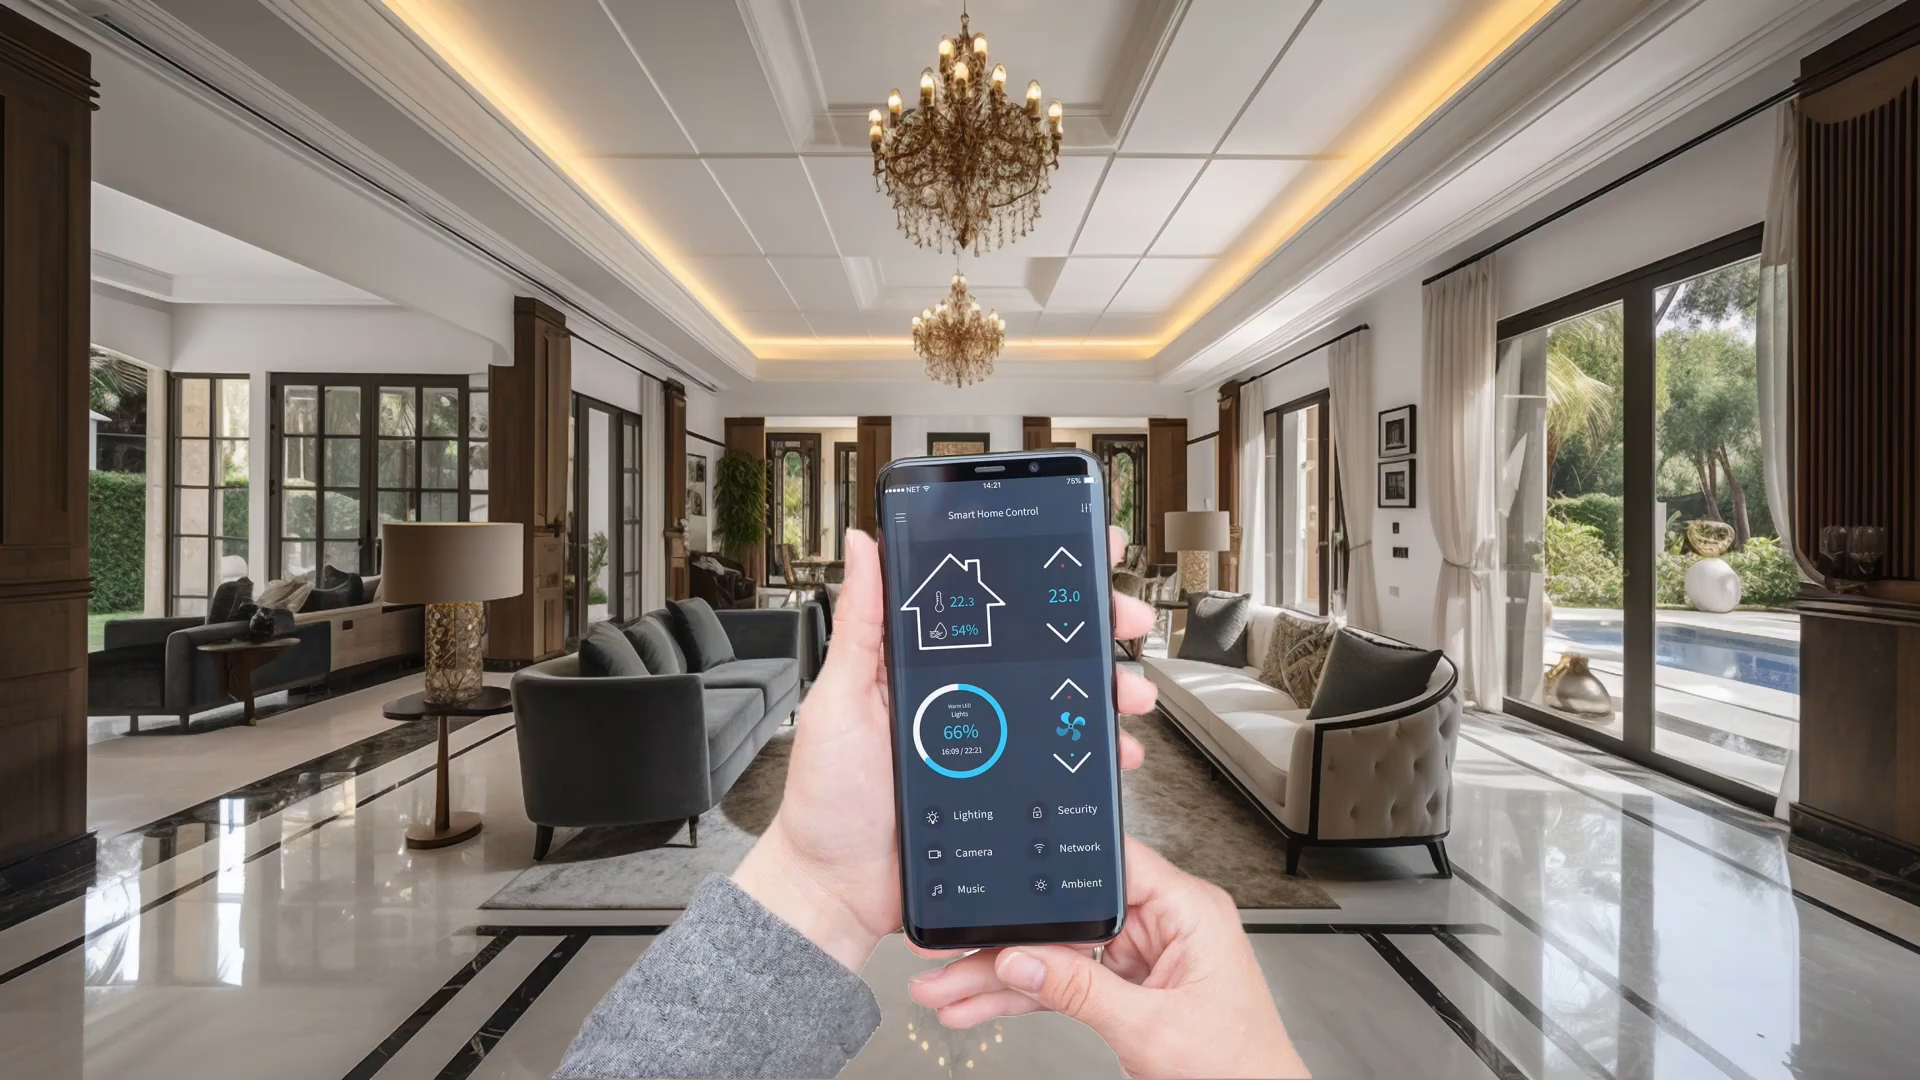 ●●●●● NET 14:21 75%
Smart Home Control
22.3
54%
23.0
Warm LED
Lights
66%
16:09 / 22:21
Lighting Security
Camera Network
Music Ambient